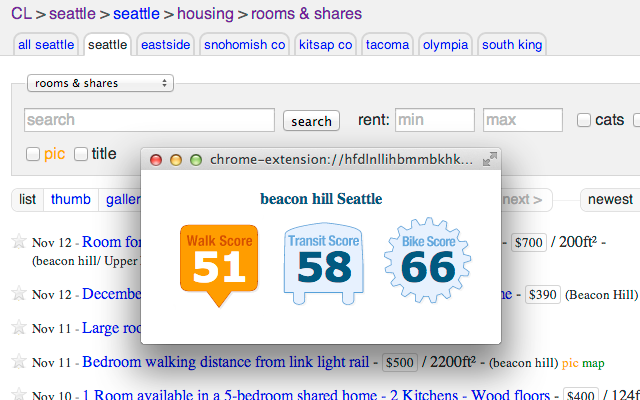 CL > seattle > seattle > housing > rooms & shares
all seattle seattle eastside snohomish co kitsap co tacoma olympia south king
rooms & shares
search search rent: min max cats
pic title
chrome-extension://hfdlnllihbmmbkhk...
list thumb galler next > newest
beacon hill Seattle
Walk Score Transit Score Bike Score
51 58 66
Nov 12 - Room for - $700 / 200ft² -
(beacon hill/ Upper
Nov 12 - Decembe me - $390 (Beacon Hill)
Nov 11 - Large roo
Nov 11 - Bedroom walking distance from link light rail - $500 / 2200ft² - (beacon hill) pic map
Nov 10 - 1 Room available in a 5-bedroom shared home - 2 Kitchens - Wood floors - $400 / 124f